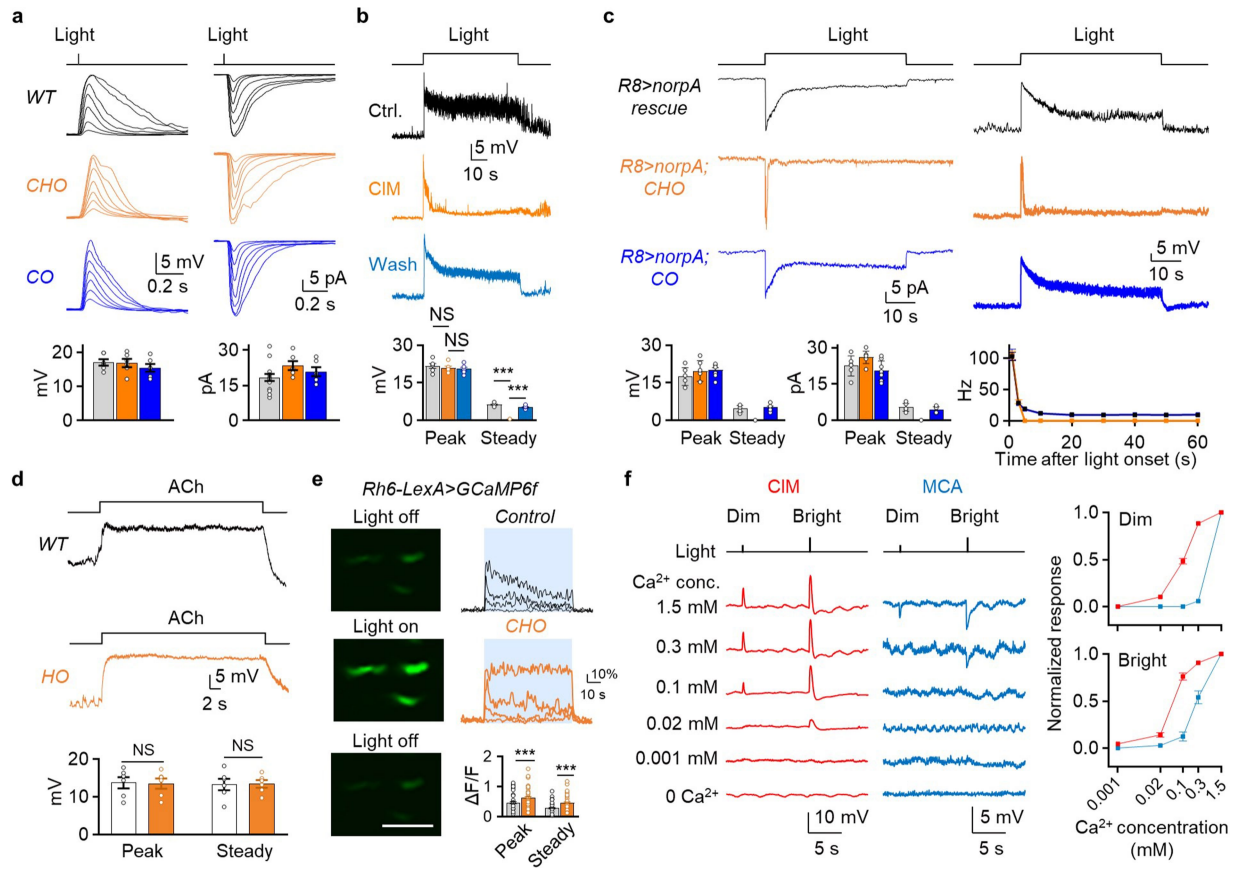 a
Light
Light
WT
CHO
CO
5 mV
0.2 s
5 pA
0.2 s
20
10
0
mV
30
15
0
pA
b
Light
Ctrl.
5 mV
10 s
CIM
Wash
NS
NS
***
***
30
15
0
mV
Peak
Steady
c
Light
Light
R8>norpA
rescue
R8>norpA;
CHO
R8>norpA;
CO
5 pA
10 s
5 mV
10 s
30
15
0
mV
Peak
Steady
30
15
0
pA
Peak
Steady
100
50
0
Hz
0
20
40
60
Time after light onset (s)
d
ACh
WT
ACh
HO
5 mV
2 s
NS
NS
20
10
0
mV
Peak
Steady
e
Rh6-LexA>GCaMP6f
Light off
Control
Light on
CHO
10%
10 s
Light off
***
***
2
1
0
ΔF/F
Peak
Steady
f
CIM
MCA
Dim
Bright
Dim
Bright
Light
Ca²⁺ conc.
1.5 mM
0.3 mM
0.1 mM
0.02 mM
0.001 mM
0 Ca²⁺
10 mV
5 s
5 mV
5 s
Dim
1.0
0.5
0.0
Bright
1.0
0.5
0.0
Normalized response
0.001
0.02
0.1
0.3
1.5
Ca²⁺ concentration
(mM)